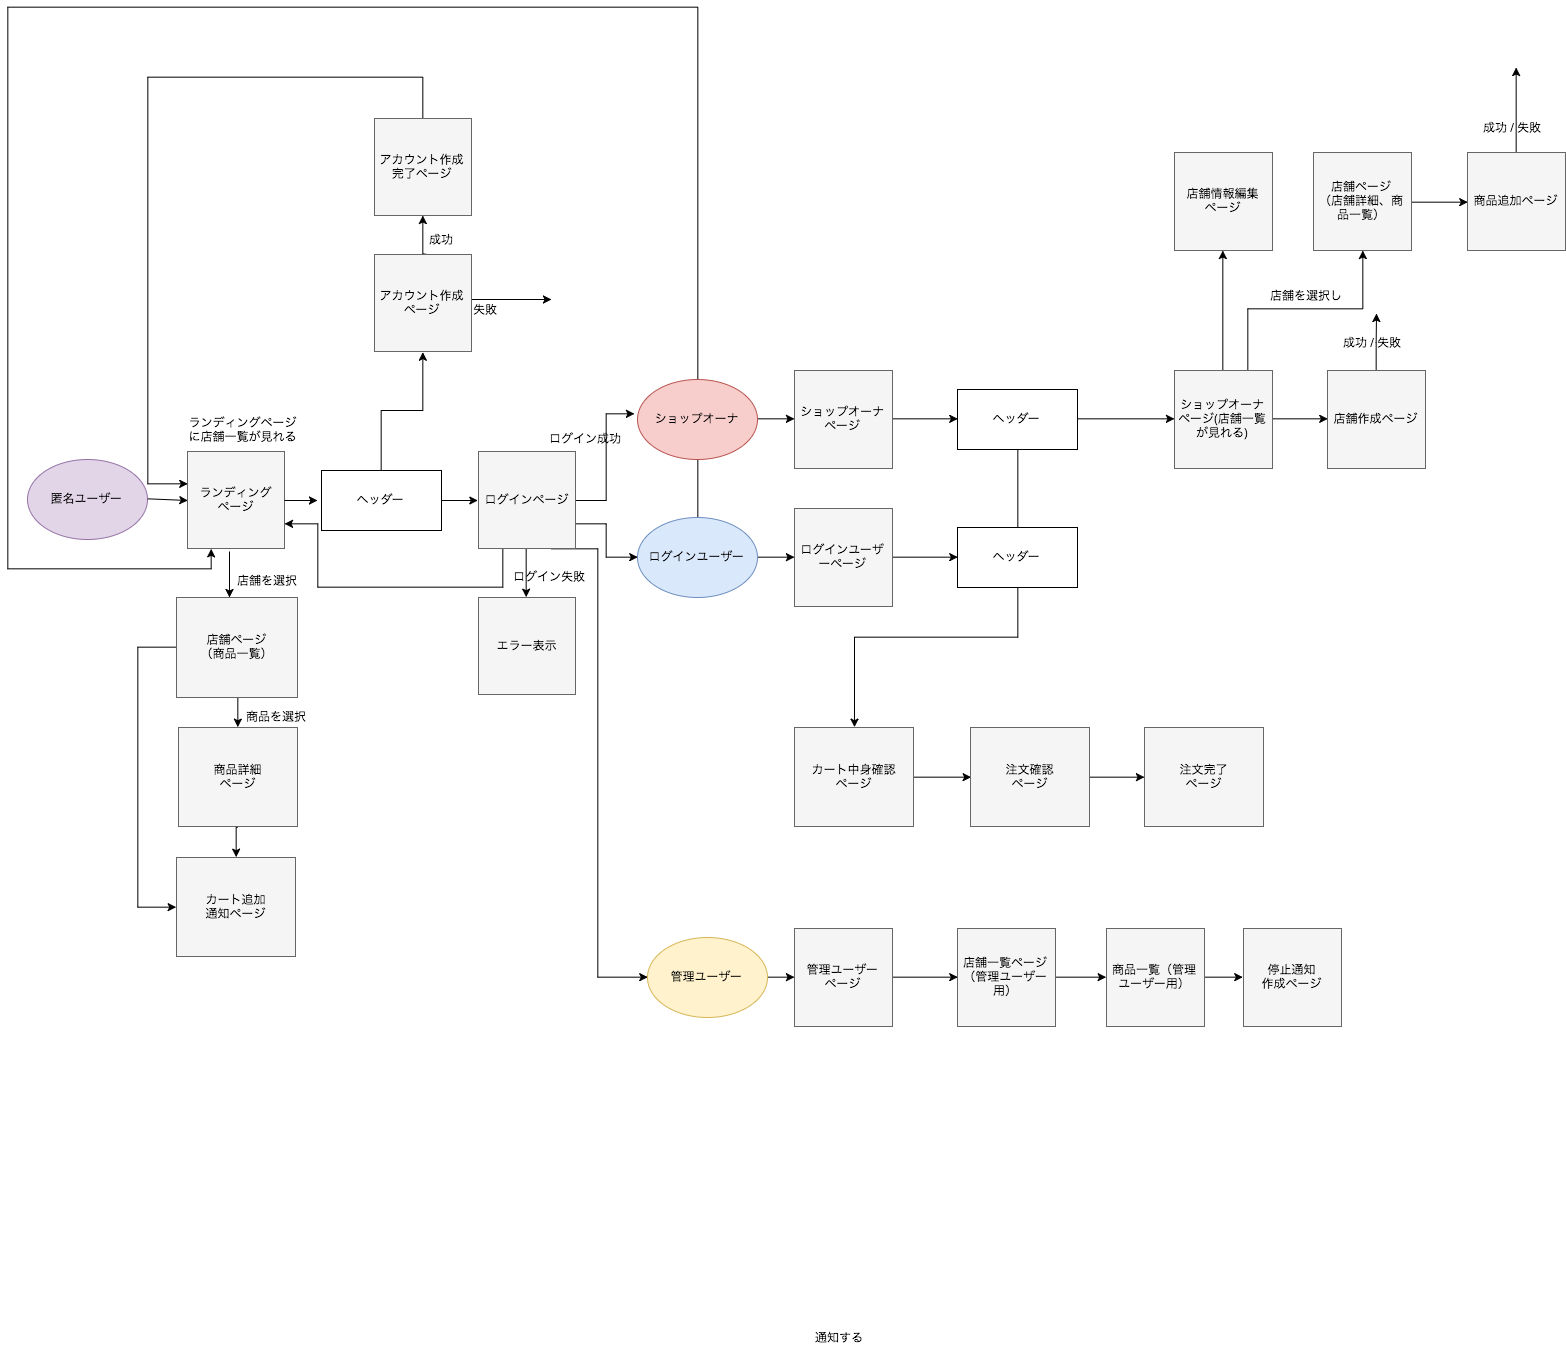 アカウント作成
完了ページ
成功
アカウント作成
ページ
失敗
ランディングページ
に店舗一覧が見れる
匿名ユーザー
ランディング
ページ
ヘッダー
ログインページ
ログイン成功
ログイン失敗
エラー表示
店舗を選択
店舗ページ
（商品一覧）
商品を選択
商品詳細
ページ
カート追加
通知ページ
ショップオーナ
ショップオーナ
ページ
ヘッダー
ショップオーナ
ページ(店舗一覧
が見れる)
店舗情報編集
ページ
店舗を選択し
店舗ページ
（店舗詳細、商
品一覧）
商品追加ページ
成功 / 失敗
店舗作成ページ
成功 / 失敗
ログインユーザー
ログインユーザ
ーページ
ヘッダー
カート中身確認
ページ
注文確認
ページ
注文完了
ページ
管理ユーザー
管理ユーザー
ページ
店舗一覧ページ
（管理ユーザー
用）
商品一覧（管理
ユーザー用）
停止通知
作成ページ
通知する